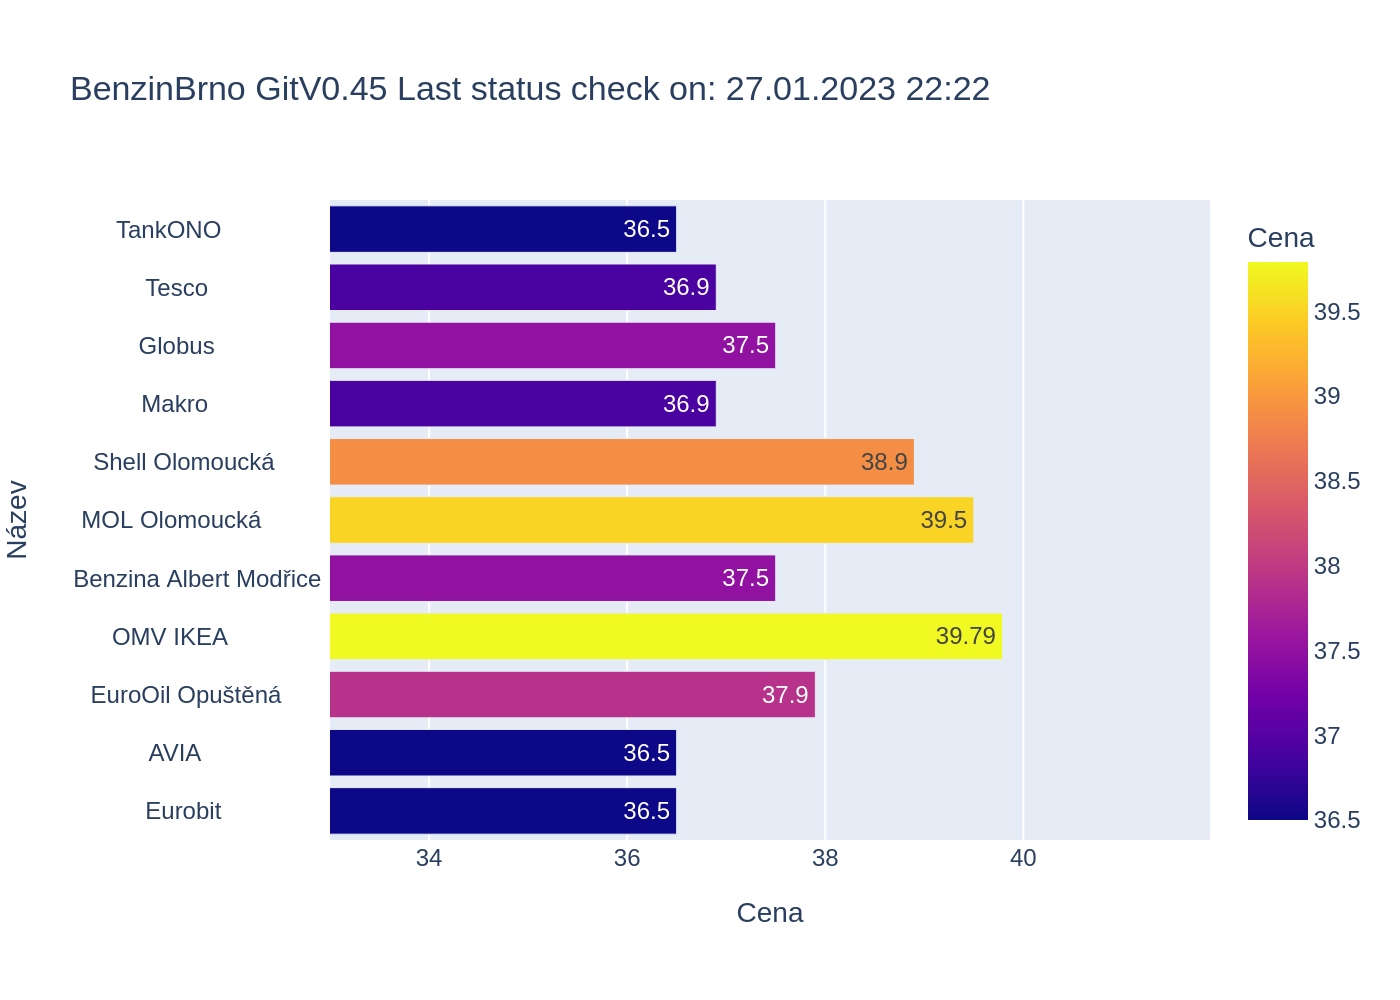 BenzinBrno GitV0.45 Last status check on: 27.01.2023 22:22
Název
TankONO 36.5
Tesco 36.9
Globus 37.5
Makro 36.9
Shell Olomoucká 38.9
MOL Olomoucká 39.5
Benzina Albert Modřice 37.5
OMV IKEA 39.79
EuroOil Opuštěná 37.9
AVIA 36.5
Eurobit 36.5
34 36 38 40
Cena
Cena
39.5
39
38.5
38
37.5
37
36.5